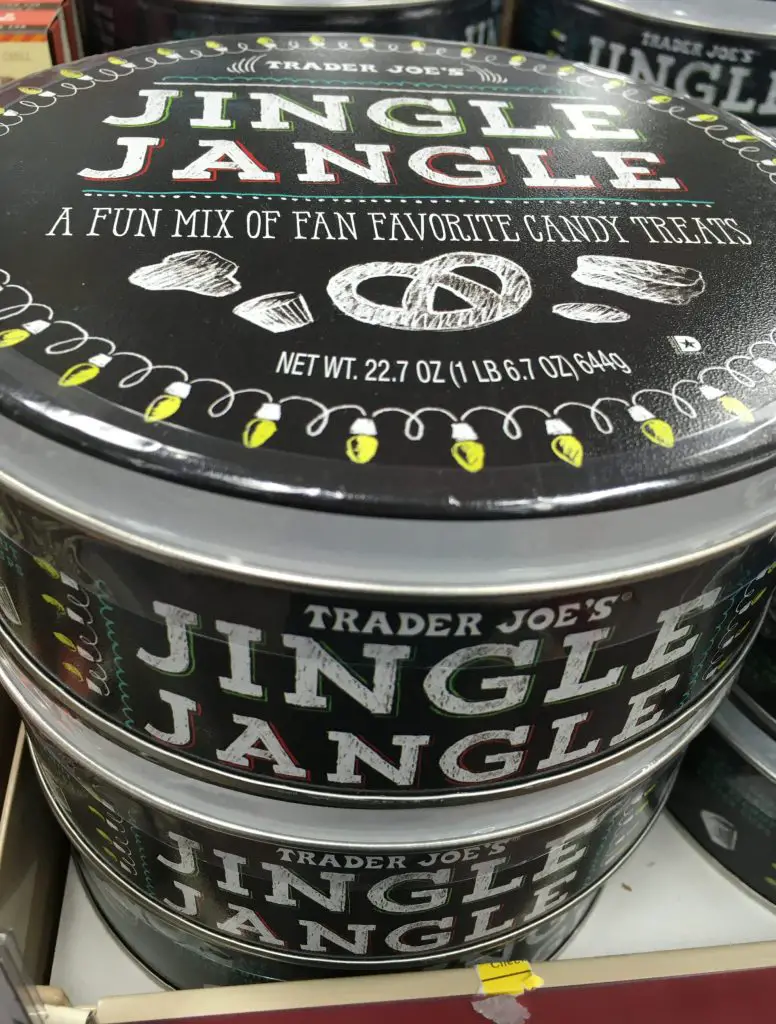 TRADER JOE'S
JINGLE
JANGLE
A FUN MIX OF FAN FAVORITE CANDY TREATS
NET WT. 22.7 OZ (1 LB 6.7 OZ) 644g
TRADER JOE'S
JINGL
TRADER JOE'S®
JINGLE
JANGLE
TRADER JOE'S
JINGLE
JANGLE